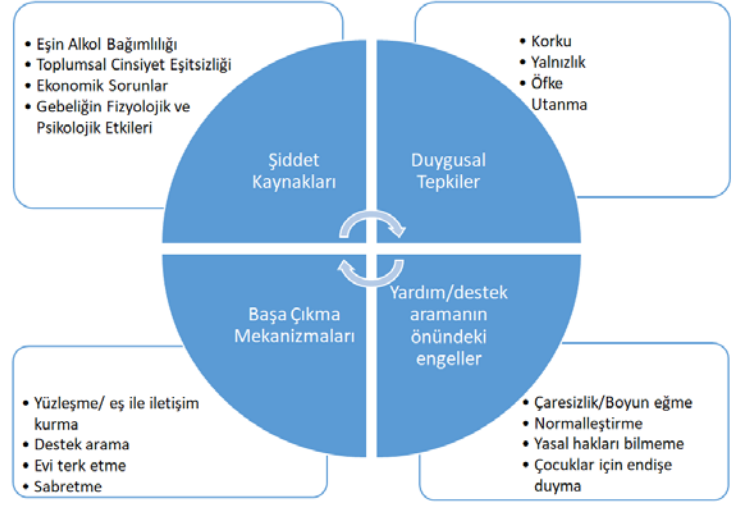 • Eşin Alkol Bağımlılığı
• Toplumsal Cinsiyet Eşitsizliği
• Ekonomik Sorunlar
• Gebeliğin Fizyolojik ve
Psikolojik Etkileri
• Korku
• Yalnızlık
• Öfke
Utanma
Şiddet
Kaynakları
Duygusal
Tepkiler
Başa Çıkma
Mekanizmaları
Yardım/destek
aramanın
önündeki
engeller
• Yüzleşme/ eş ile iletişim
kurma
• Destek arama
• Evi terk etme
• Sabretme
• Çaresizlik/Boyun eğme
• Normalleştirme
• Yasal hakları bilmeme
• Çocuklar için endişe
duyma